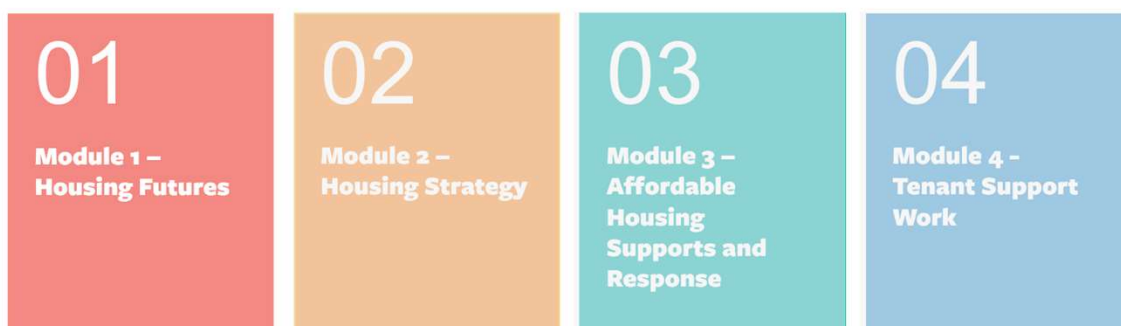 01
Module 1 –
Housing Futures
02
Module 2 –
Housing Strategy
03
Module 3 –
Affordable
Housing
Supports and
Response
04
Module 4 -
Tenant Support
Work